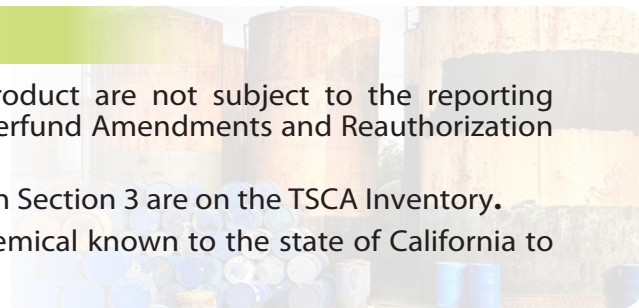 roduct are not subject to the reporting
erfund Amendments and Reauthorization
n Section 3 are on the TSCA Inventory.
emical known to the state of California to